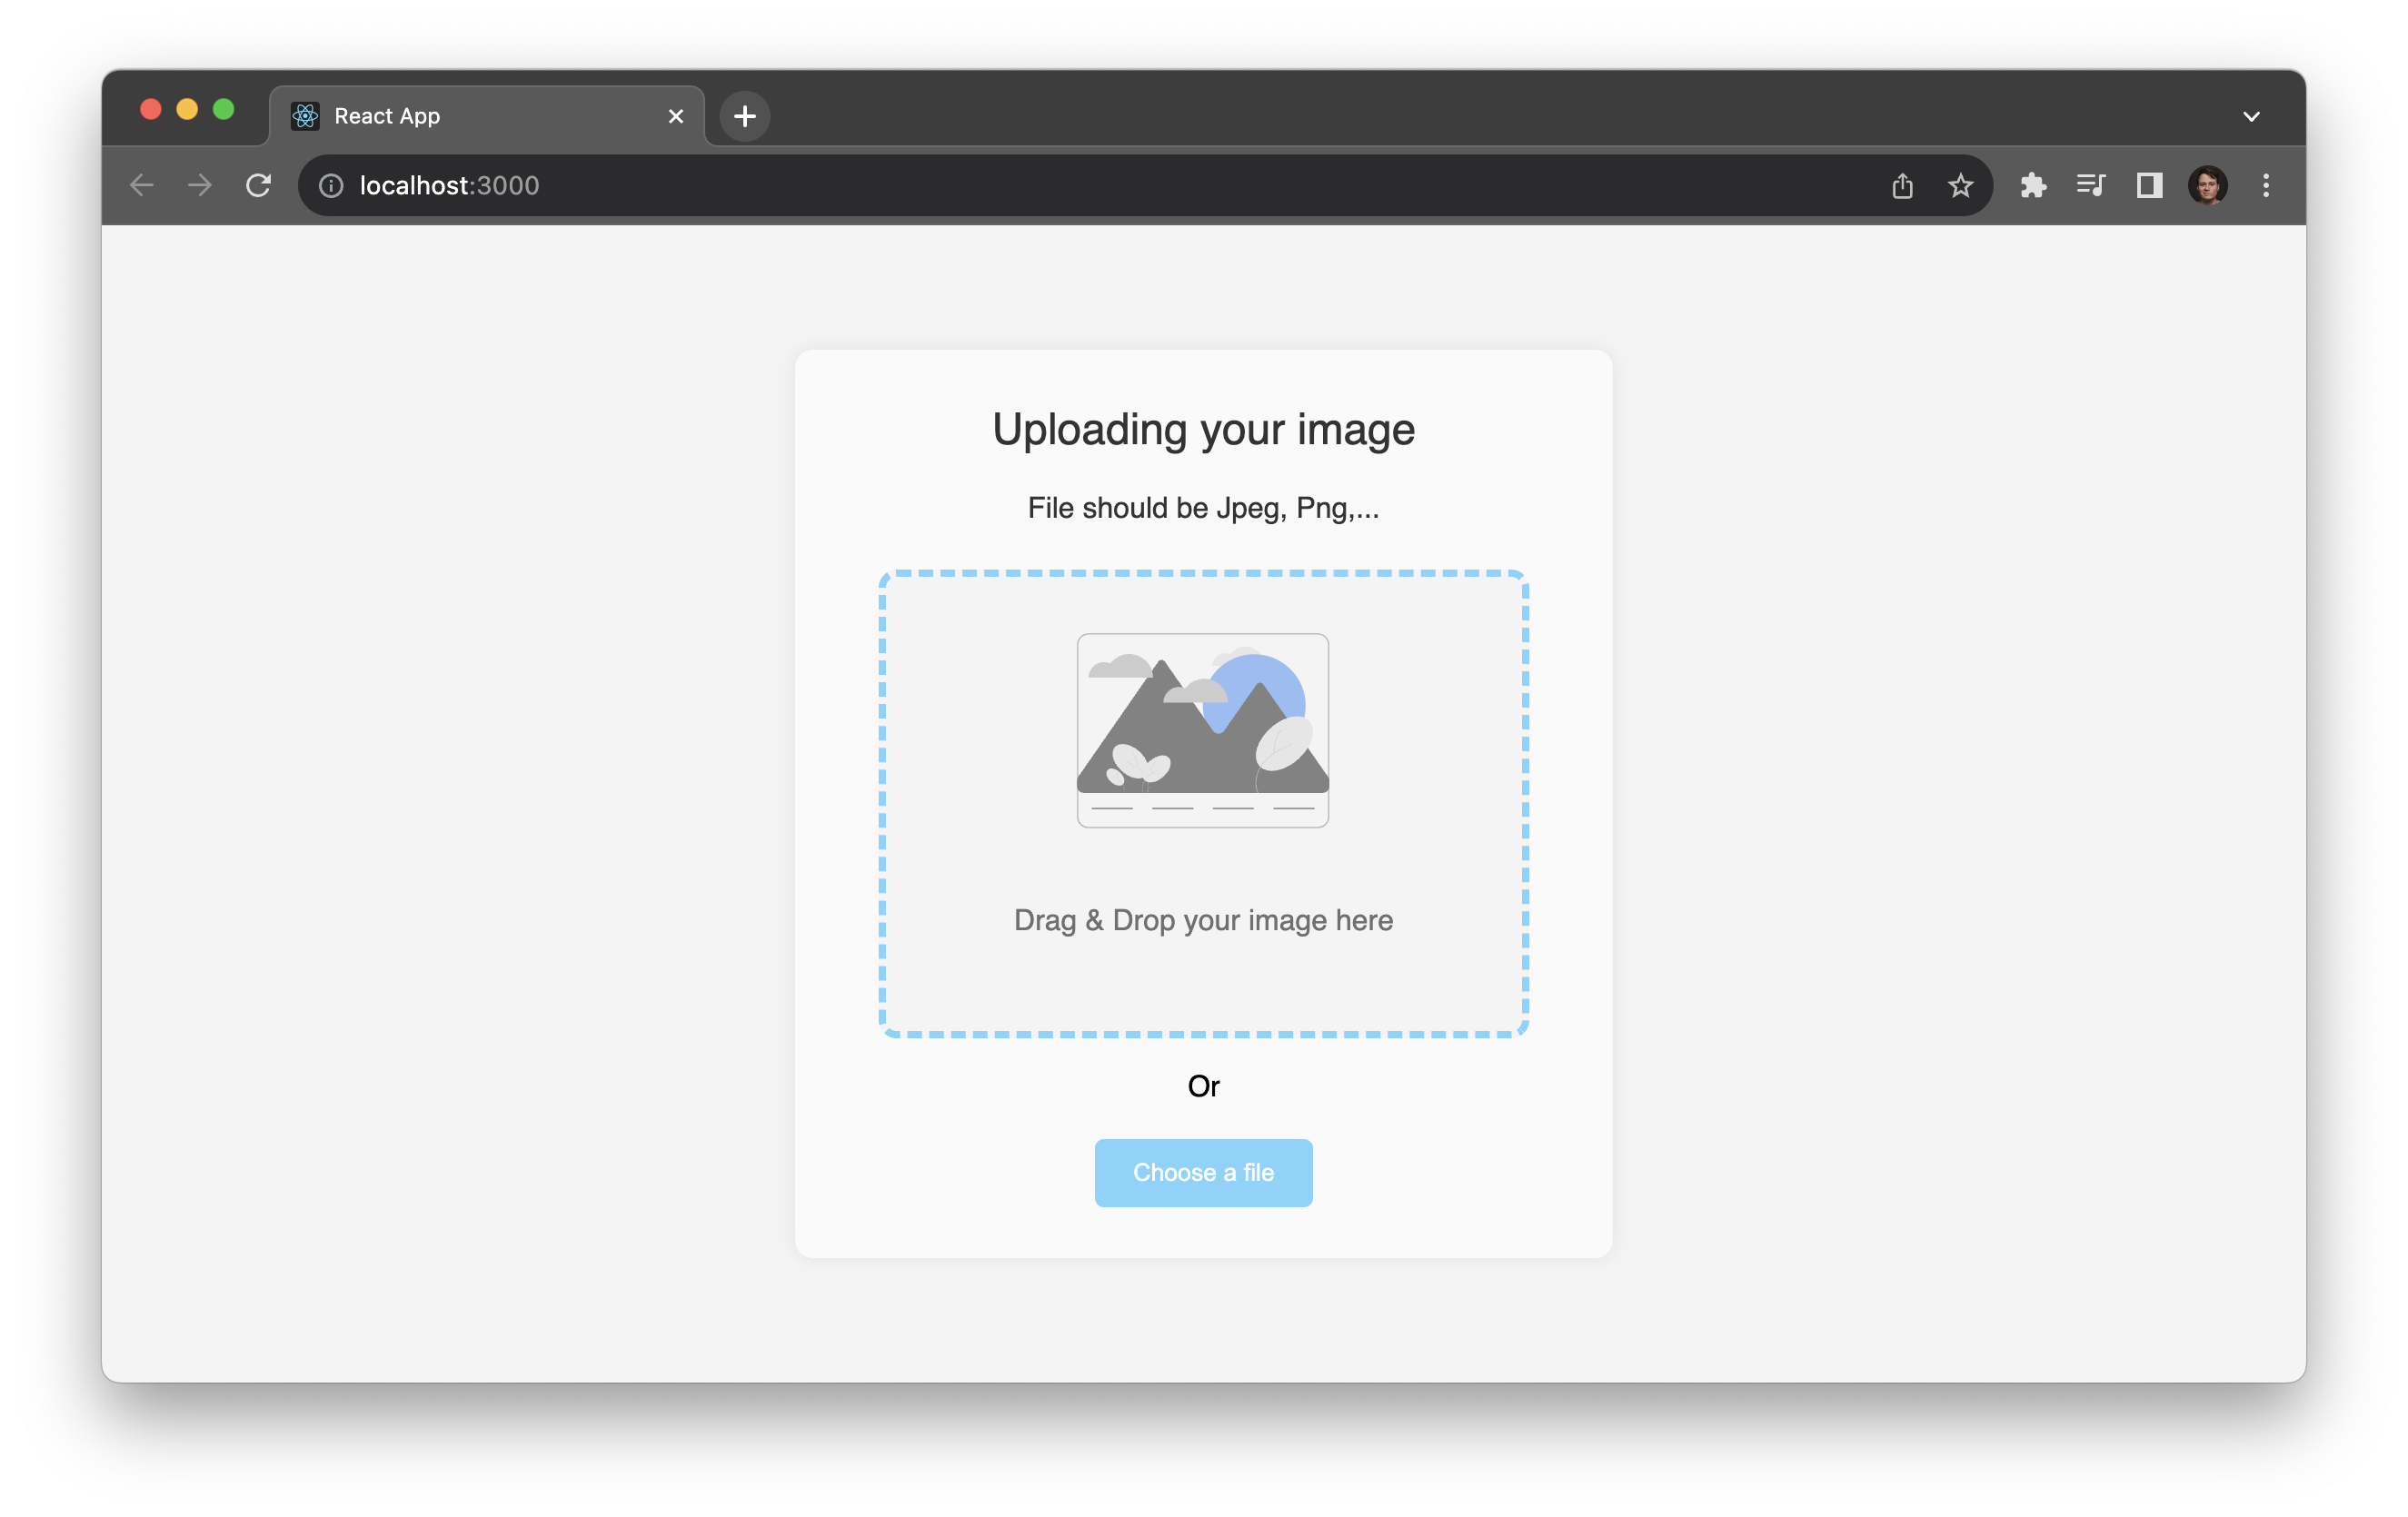 React App
localhost:3000
Uploading your image
File should be Jpeg, Png,...
Drag & Drop your image here
Or
Choose a file